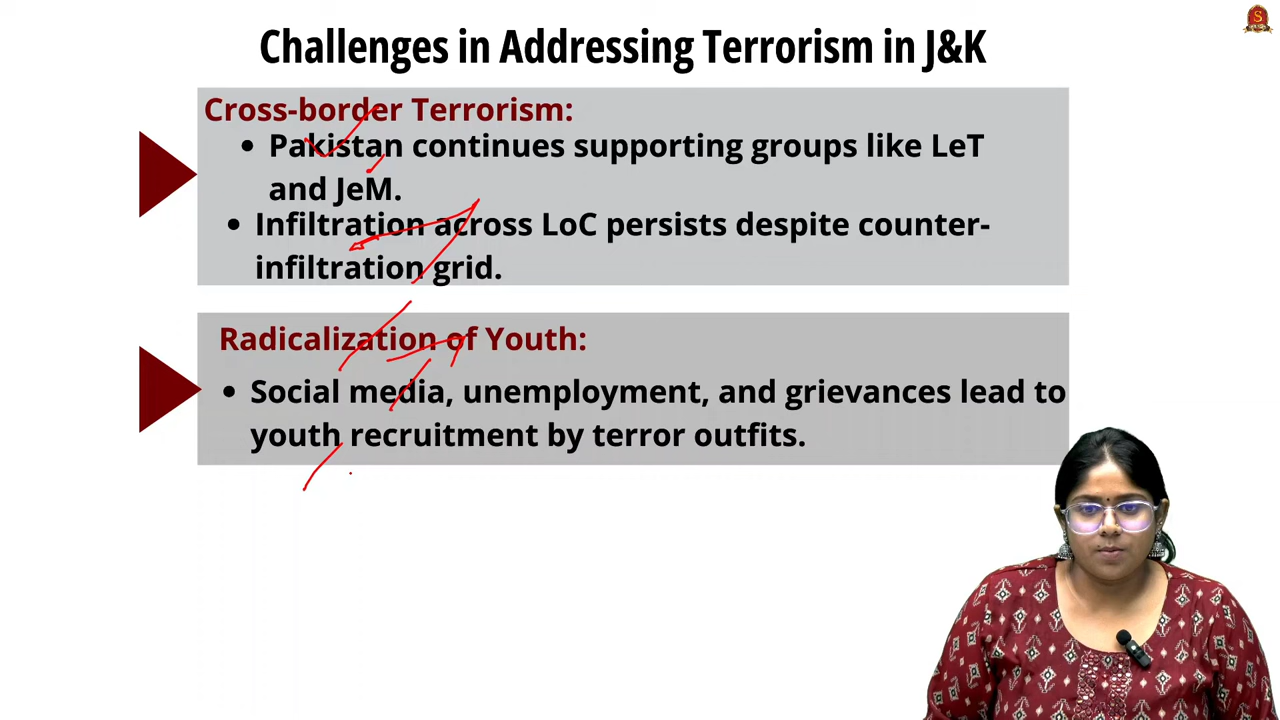 Challenges in Addressing Terrorism in J&K
Cross-border Terrorism:
• Pakistan continues supporting groups like LeT
and JeM.
• Infiltration across LoC persists despite counter-
infiltration grid.
Radicalization of Youth:
• Social media, unemployment, and grievances lead to
youth recruitment by terror outfits.